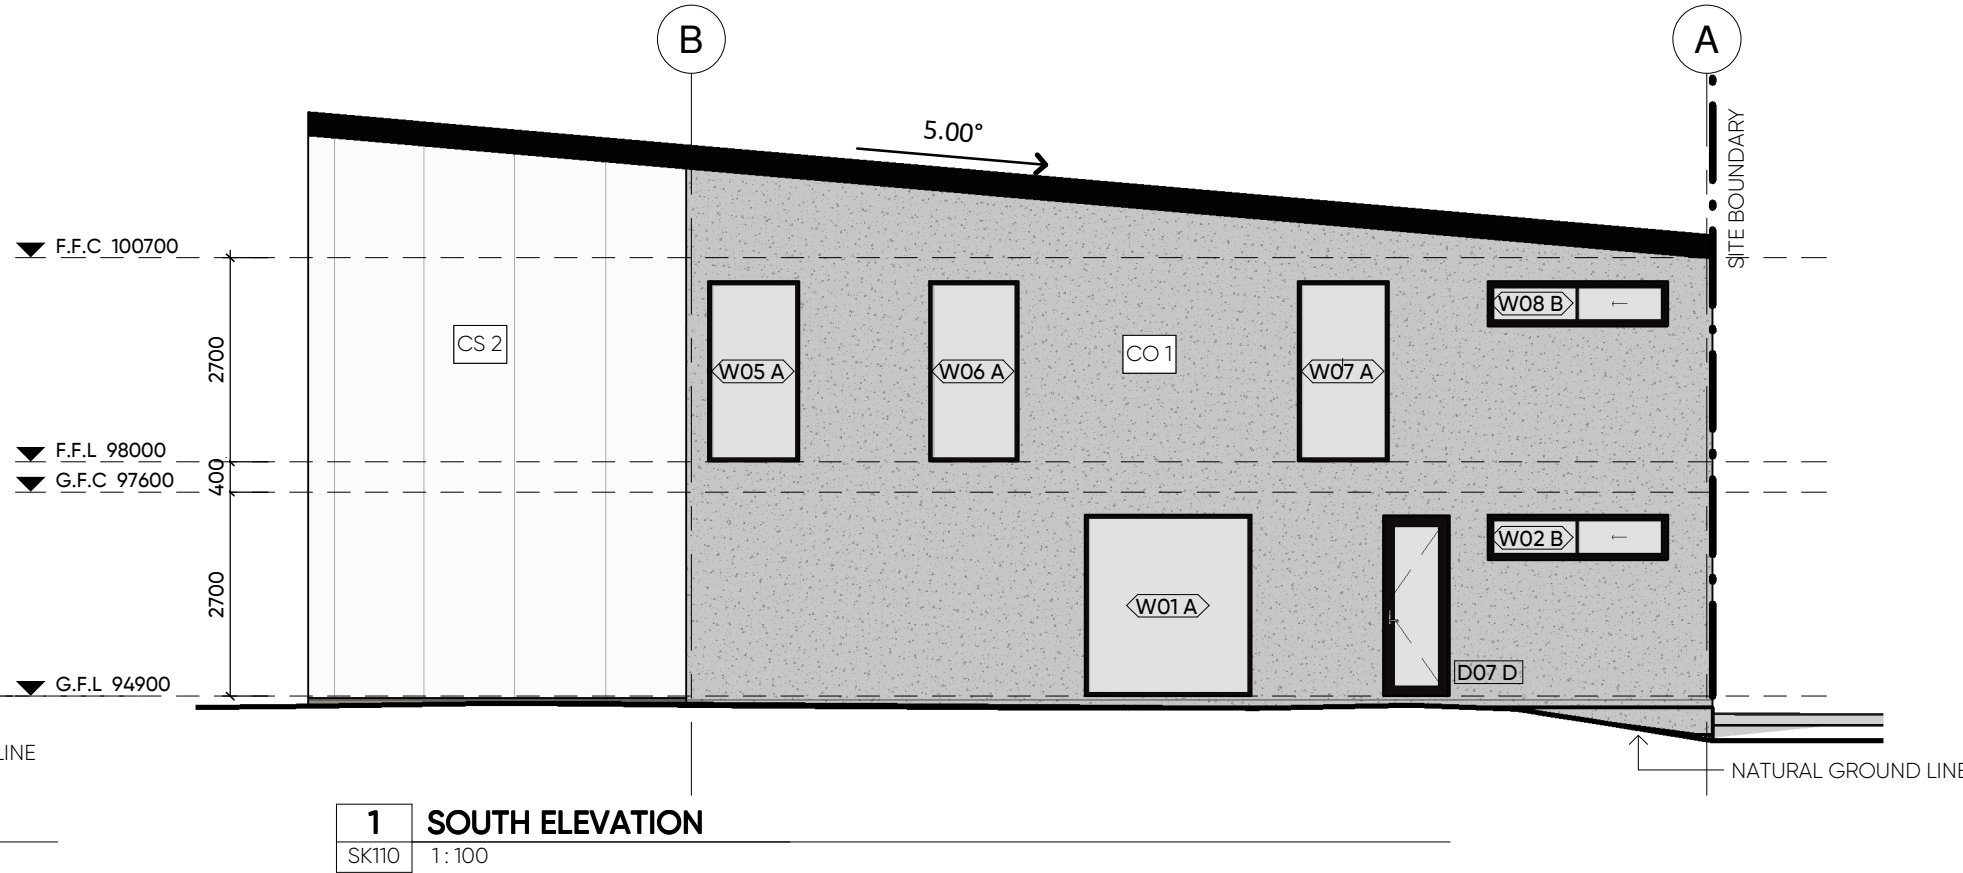 B
A
5.00°
SITE BOUNDARY
F.F.C 100700
CS 2
CO 1
W05 A
W06 A
W07 A
W08 B
2700
F.F.L 98000
400
G.F.C 97600
2700
W01 A
W02 B
D07 D
G.F.L 94900
LINE
NATURAL GROUND LINE
1 SOUTH ELEVATION
SK110 1 : 100